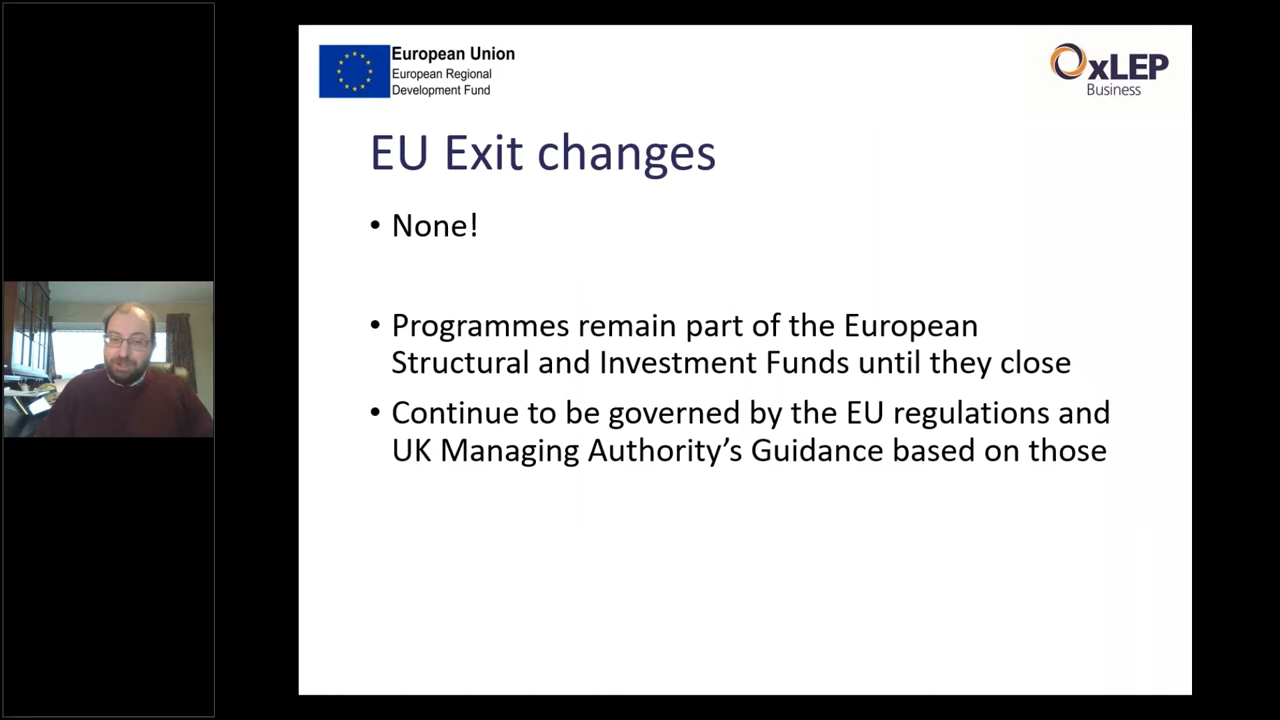 European Union
European Regional
Development Fund
OxLEP
Business
EU Exit changes
• None!
• Programmes remain part of the European
Structural and Investment Funds until they close
• Continue to be governed by the EU regulations and
UK Managing Authority’s Guidance based on those